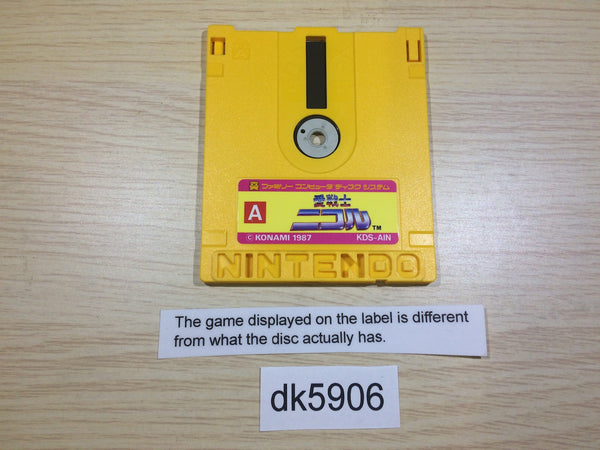 ファミリー コンピュータ ディスク システム
A
愛戦士
ニコル™
© KONAMI 1987 KDS-AIN
NINTENDO
The game displayed on the label is different
from what the disc actually has.
dk5906